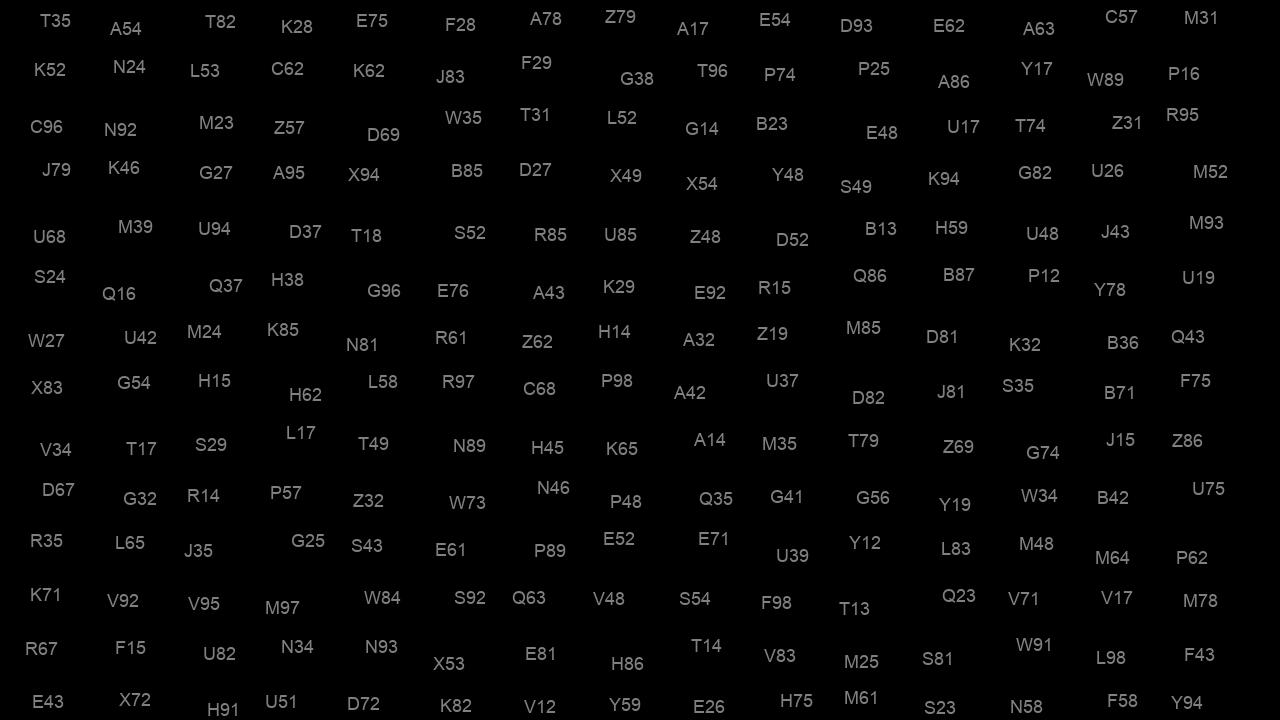 T35 A54 T82 K28 E75 F28 A78 Z79 A17 E54 D93 E62 A63 C57 M31
K52 N24 L53 C62 K62 J83 F29 G38 T96 P74 P25 A86 Y17 W89 P16
C96 N92 M23 Z57 D69 W35 T31 L52 G14 B23 E48 U17 T74 Z31 R95
J79 K46 G27 A95 X94 B85 D27 X49 X54 Y48 S49 K94 G82 U26 M52
U68 M39 U94 D37 T18 S52 R85 U85 Z48 D52 B13 H59 U48 J43 M93
S24 Q16 Q37 H38 G96 E76 A43 K29 E92 R15 Q86 B87 P12 Y78 U19
W27 U42 M24 K85 N81 R61 Z62 H14 A32 Z19 M85 D81 K32 B36 Q43
X83 G54 H15 H62 L58 R97 C68 P98 A42 U37 D82 J81 S35 B71 F75
V34 T17 S29 L17 T49 N89 H45 K65 A14 M35 T79 Z69 G74 J15 Z86
D67 G32 R14 P57 Z32 W73 N46 P48 Q35 G41 G56 Y19 W34 B42 U75
R35 L65 J35 G25 S43 E61 P89 E52 E71 U39 Y12 L83 M48 M64 P62
K71 V92 V95 M97 W84 S92 Q63 V48 S54 F98 T13 Q23 V71 V17 M78
R67 F15 U82 N34 N93 X53 E81 H86 T14 V83 M25 S81 W91 L98 F43
E43 X72 H91 U51 D72 K82 V12 Y59 E26 H75 M61 S23 N58 F58 Y94